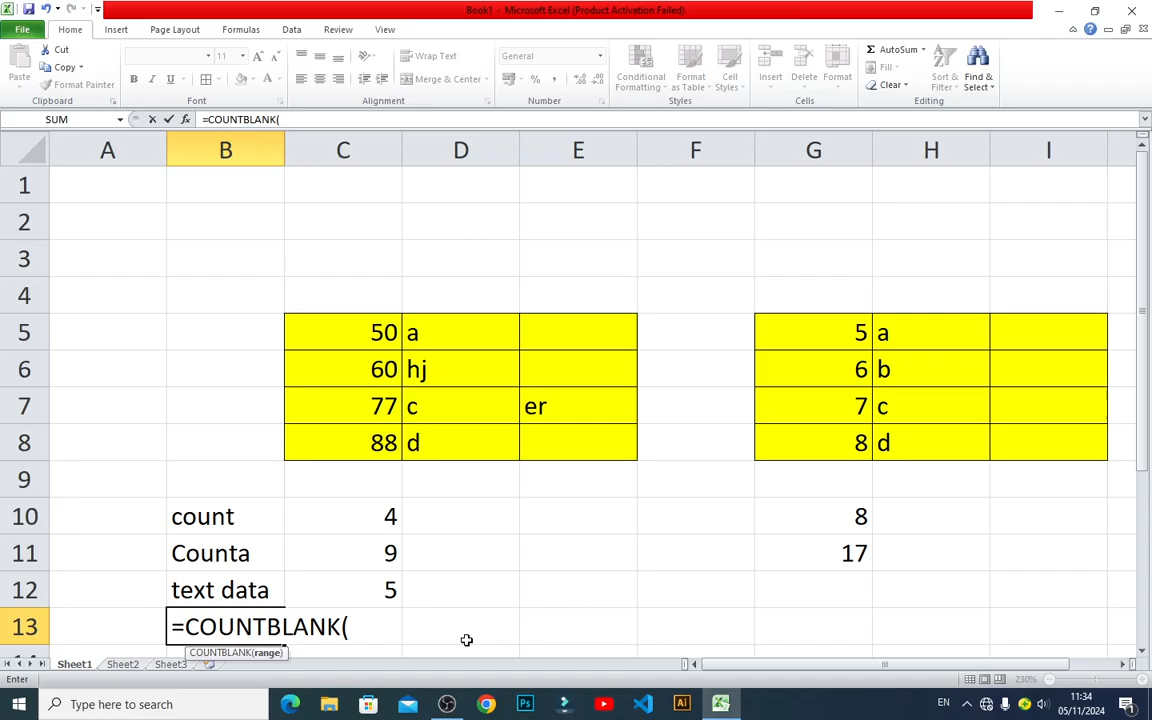 Book1 - Microsoft Excel (Product Activation Failed)
File Home Insert Page Layout Formulas Data Review View
Paste Cut Copy Format Painter
11 Wrap Text Merge & Center General
Conditional Formatting Format as Table Cell Styles Insert Delete Format
AutoSum Fill Clear Sort & Filter Find & Select
Clipboard Font Alignment Number Styles Cells Editing
SUM =COUNTBLANK(
A B C D E F G H I
1
2
3
4
5 50 a 5 a
6 60 hj 6 b
7 77 c er 7 c
8 88 d 8 d
9
10 count 4 8
11 Counta 9 17
12 text data 5
13 =COUNTBLANK(
COUNTBLANK(range)
Sheet1 Sheet2 Sheet3
Enter 230%
Type here to search EN 11:34
05/11/2024